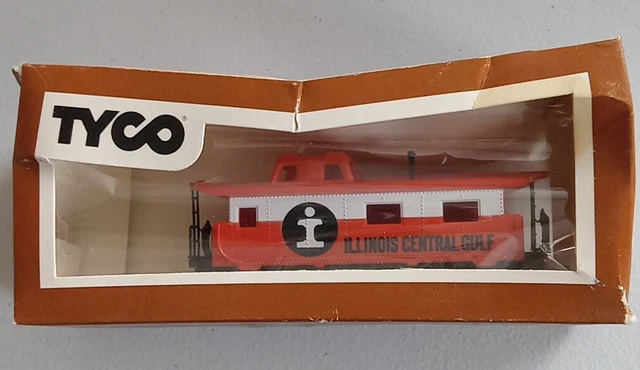 TYCO®
i
ILLINOIS CENTRAL GULF